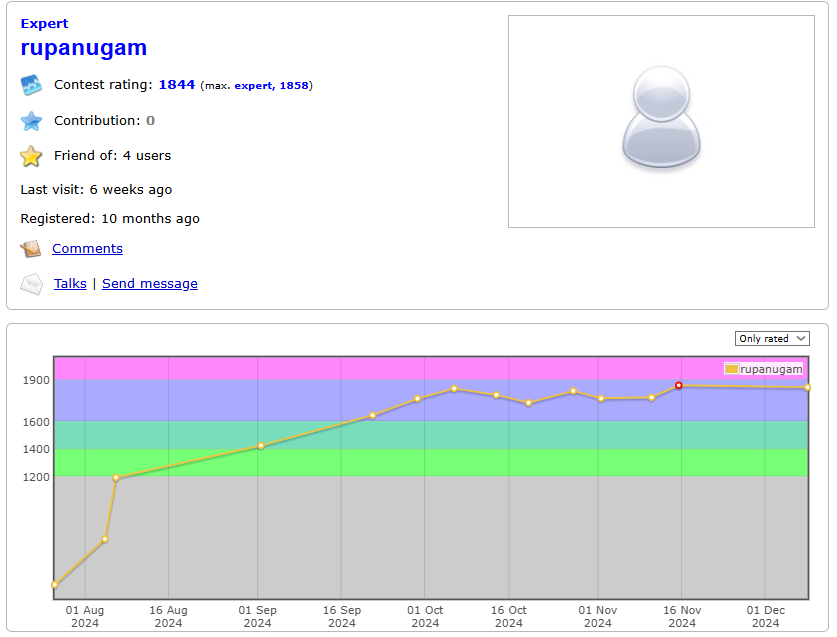 Expert
rupanugam
Contest rating: 1844 (max. expert, 1858)
Contribution: 0
Friend of: 4 users
Last visit: 6 weeks ago
Registered: 10 months ago
Comments
Talks | Send message
Only rated
rupanugam
1900
1600
1400
1200
01 Aug 2024
16 Aug 2024
01 Sep 2024
16 Sep 2024
01 Oct 2024
16 Oct 2024
01 Nov 2024
16 Nov 2024
01 Dec 2024